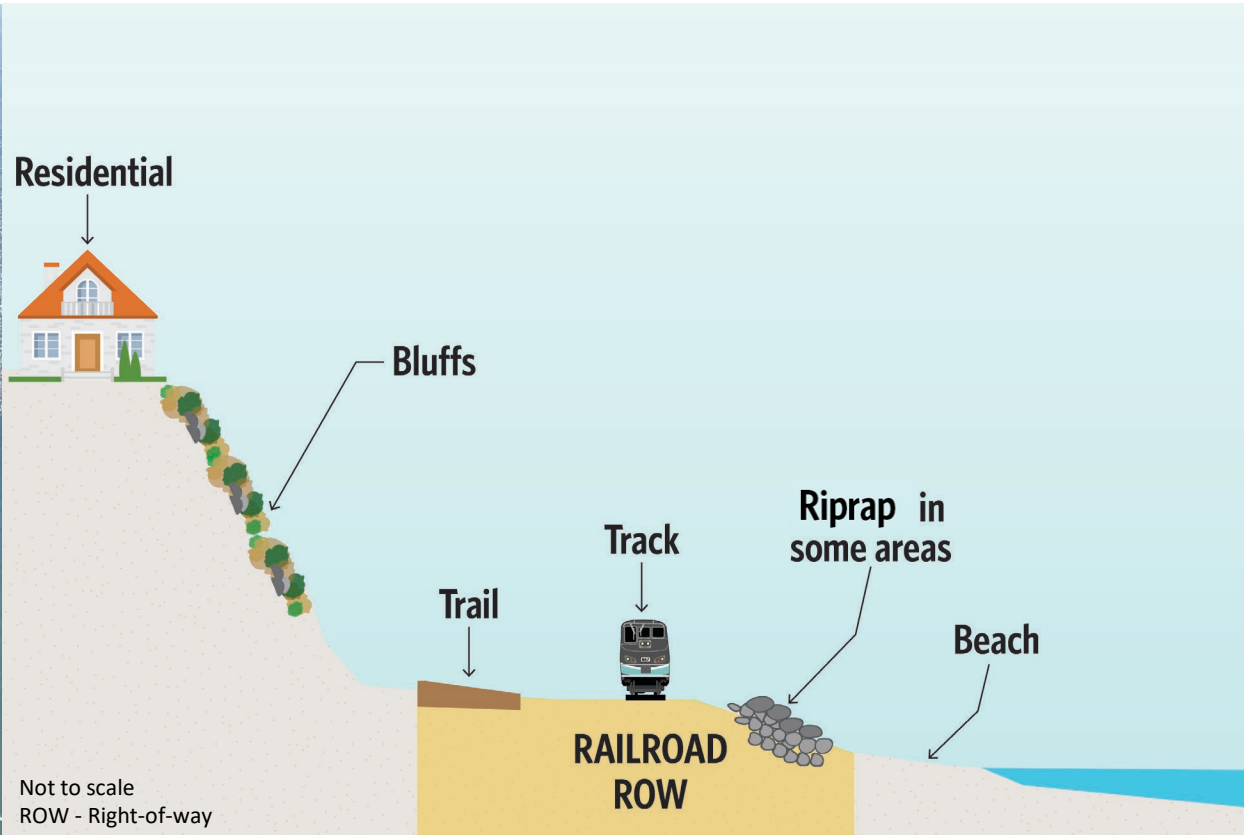 Residential
Bluffs
Riprap in
some areas
Track
Trail
Beach
RAILROAD
ROW
Not to scale
ROW - Right-of-way